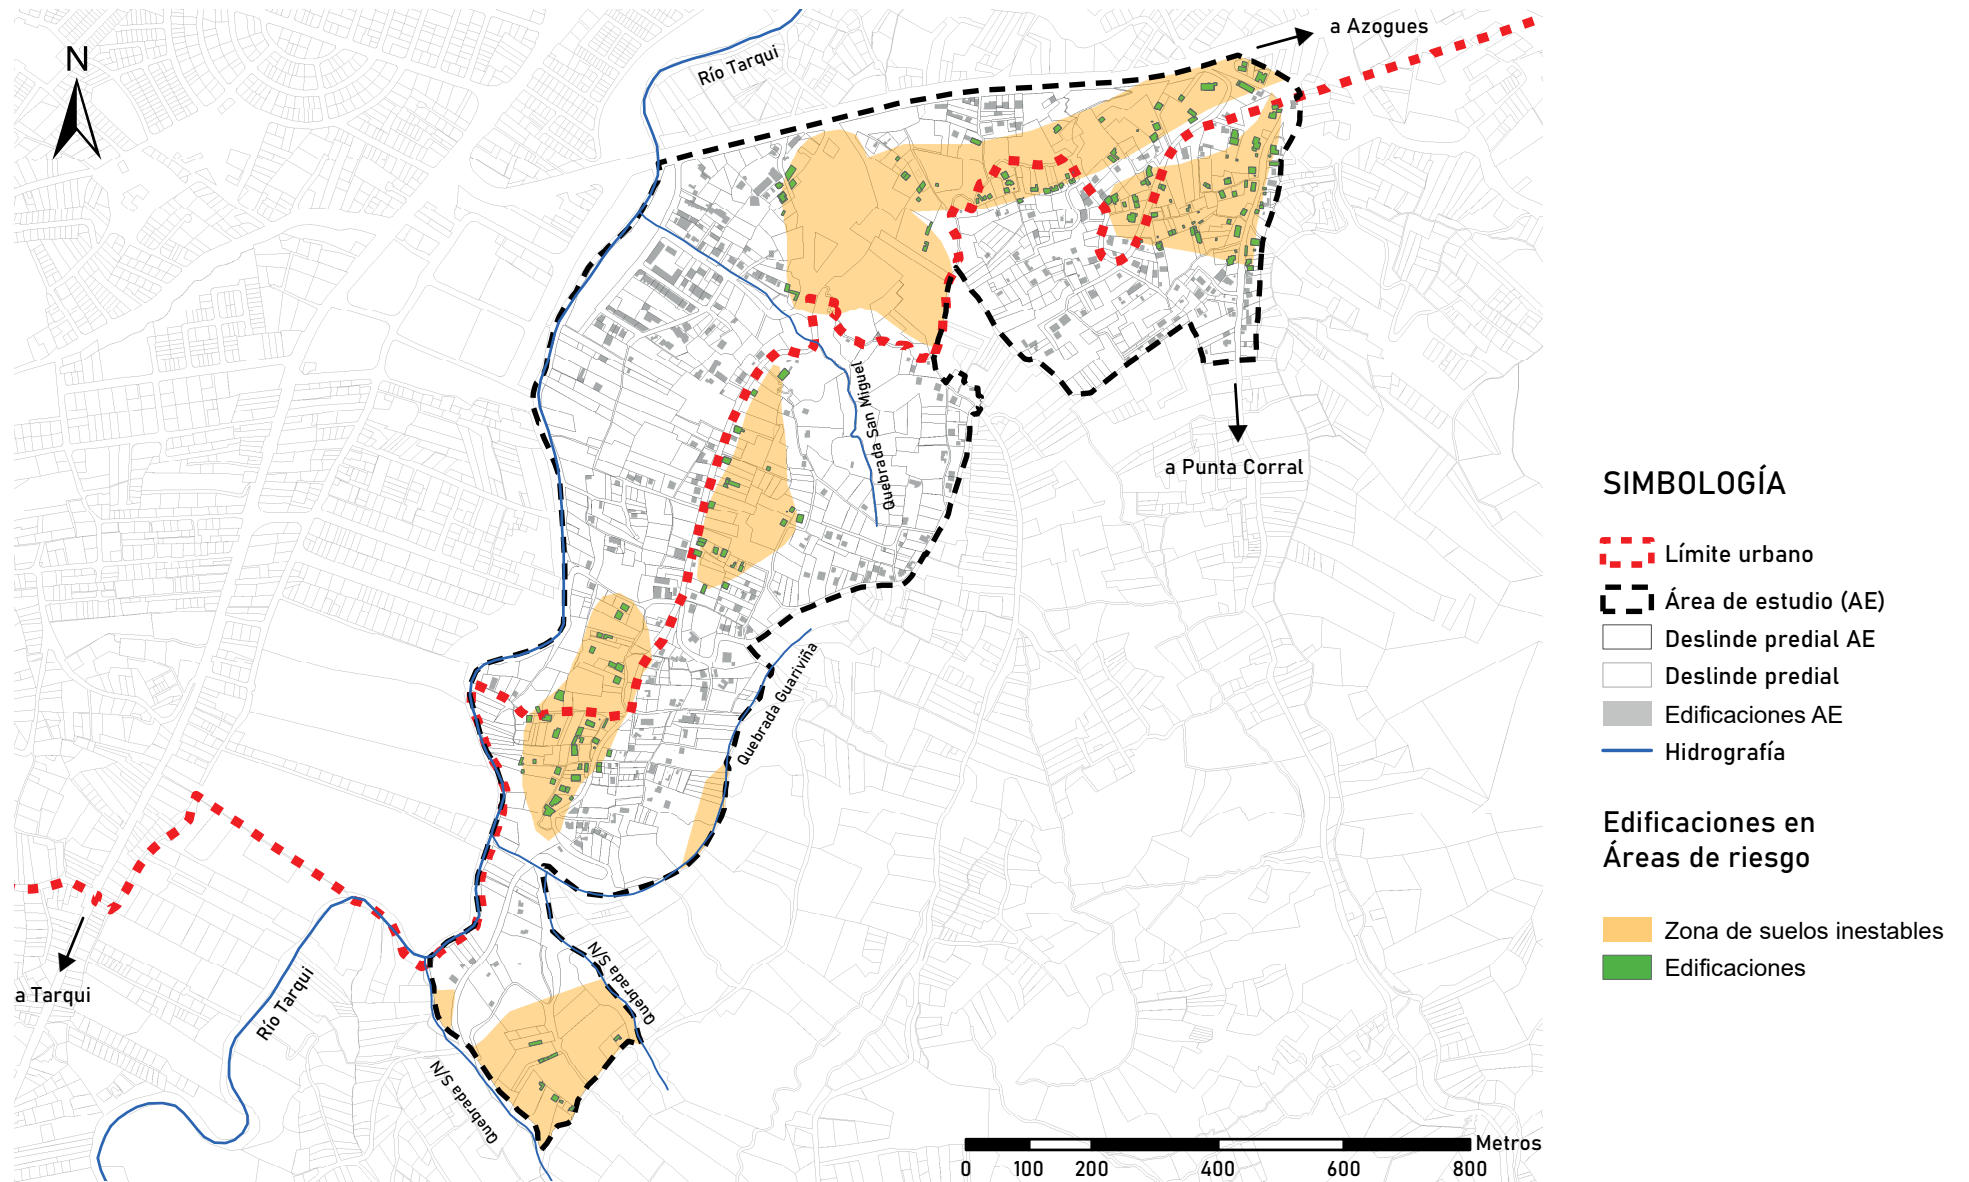 a Azogues
N
Río Tarqui
Quebrada San Miguel
a Punta Corral
Quebrada Guariviña
a Tarqui
Río Tarqui
Quebrada S/N
Quebrada S/N
Metros
0 100 200 400 600 800
SIMBOLOGÍA
Límite urbano
Área de estudio (AE)
Deslinde predial AE
Deslinde predial
Edificaciones AE
Hidrografía
Edificaciones en
Áreas de riesgo
Zona de suelos inestables
Edificaciones